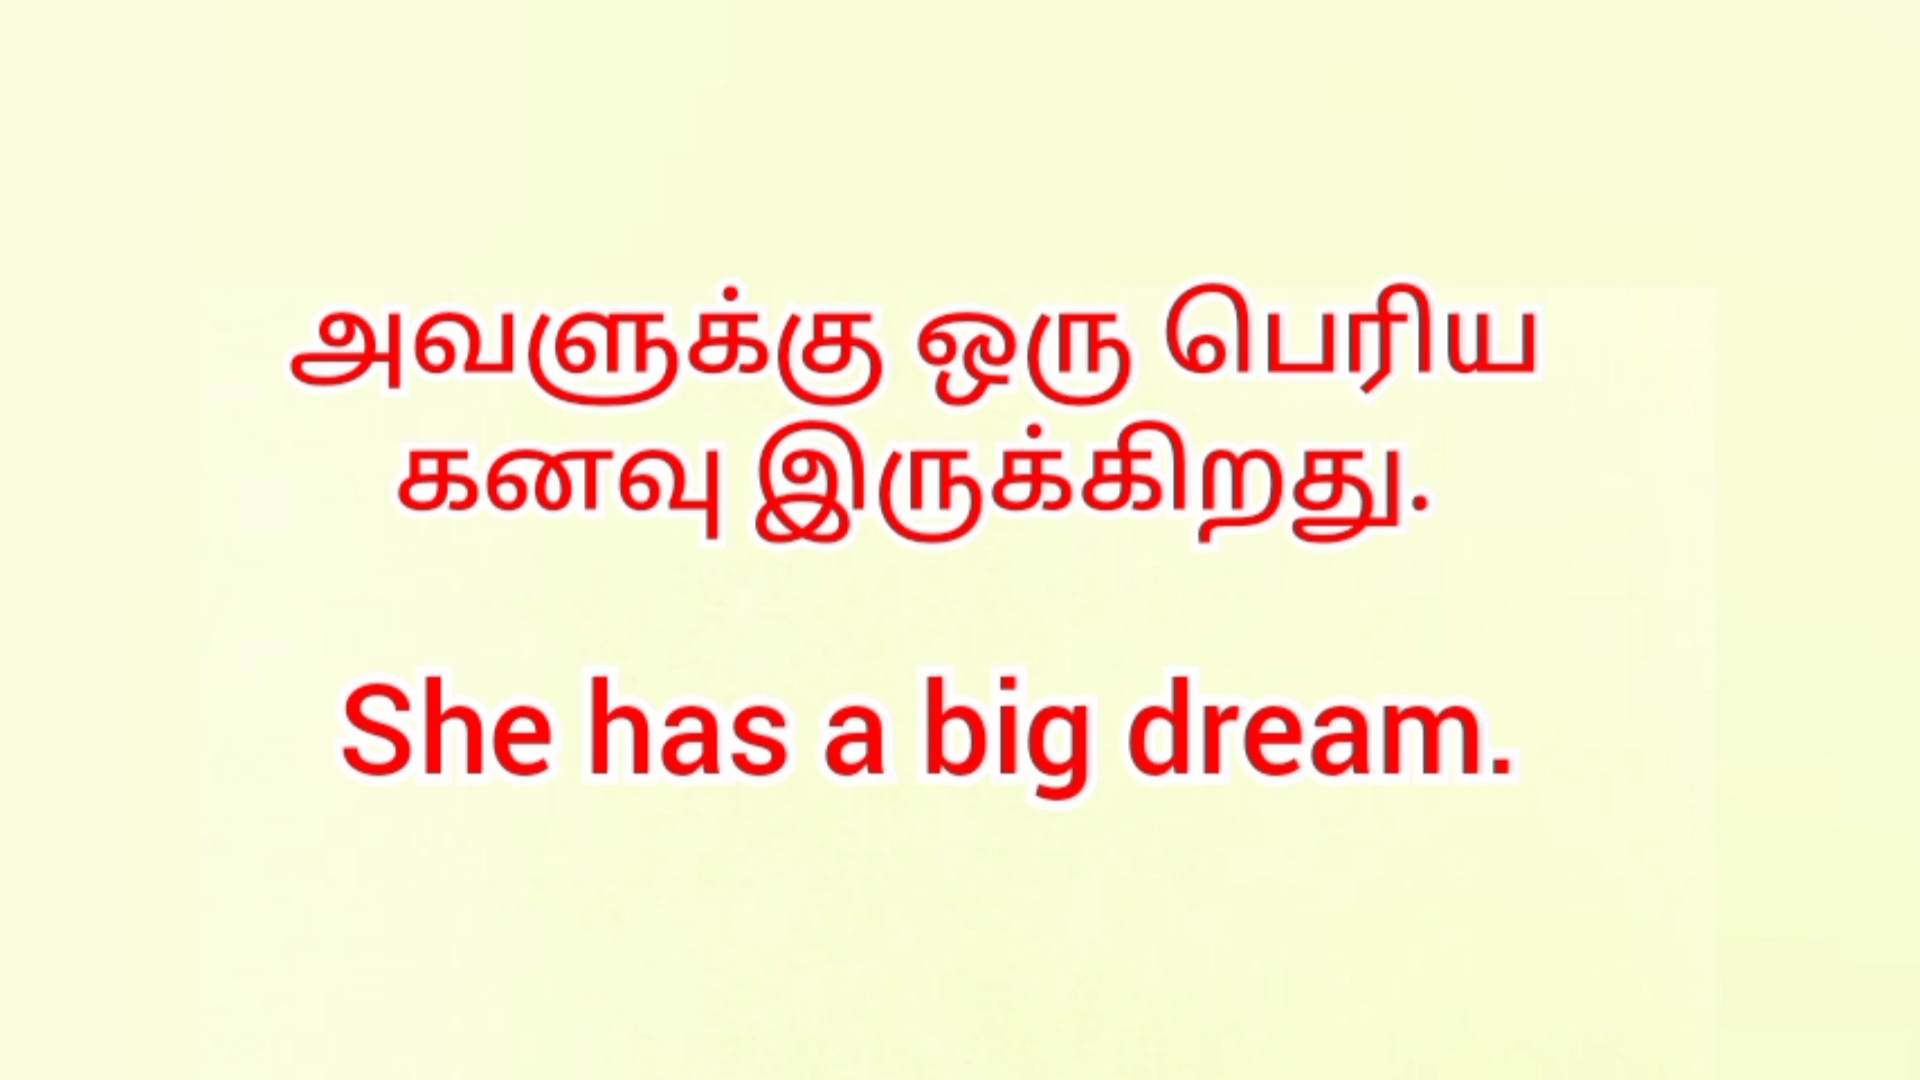 அவளுக்கு ஒரு பெரிய
கனவு இருக்கிறது.
She has a big dream.